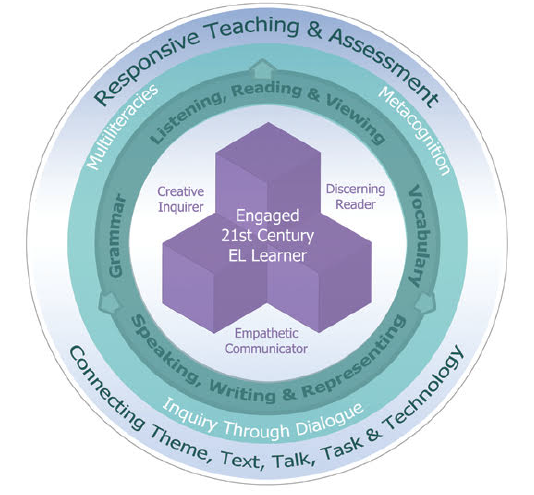 Responsive Teaching & Assessment
Multiliteracies
Metacognition
Listening, Reading & Viewing
Grammar
Vocabulary
Creative
Inquirer
Discerning
Reader
Engaged
21st Century
EL Learner
Empathetic
Communicator
Speaking, Writing & Representing
Inquiry Through Dialogue
Connecting Theme, Text, Talk, Task & Technology